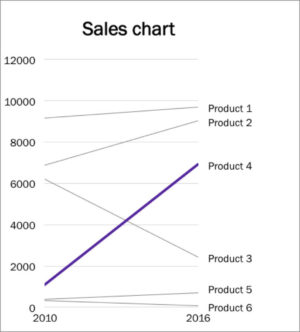 Sales chart
12000
10000
8000
6000
4000
2000
0
Product 1
Product 2
Product 4
Product 3
Product 5
Product 6
2010
2016